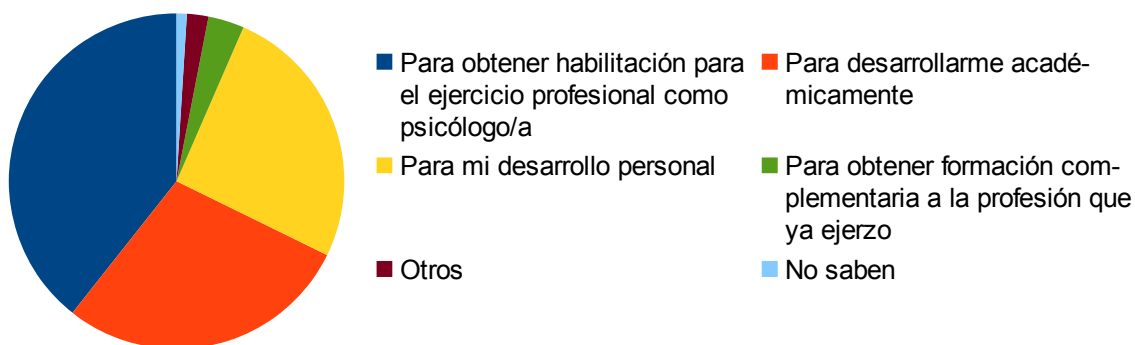 Para obtener habilitación para
el ejercicio profesional como
psicólogo/a
Para desarrollarme acadé-
micamente
Para mi desarrollo personal
Para obtener formación com-
plementaria a la profesión que
ya ejerzo
Otros
No saben